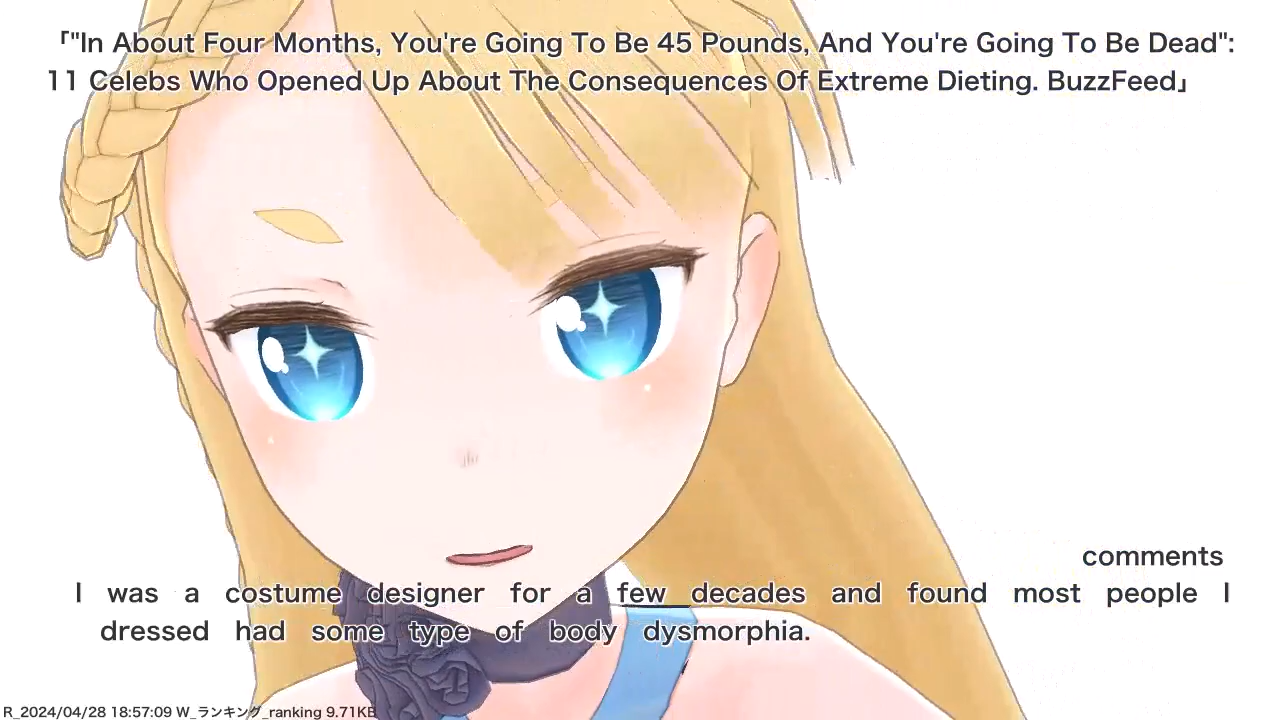 「"In About Four Months, You're Going To Be 45 Pounds, And You're Going To Be Dead":
11 Celebs Who Opened Up About The Consequences Of Extreme Dieting. BuzzFeed」
comments
I was a costume designer for a few decades and found most people I
dressed had some type of body dysmorphia.
R_2024/04/28 18:57:09 W_ランキング_ranking 9.71KB